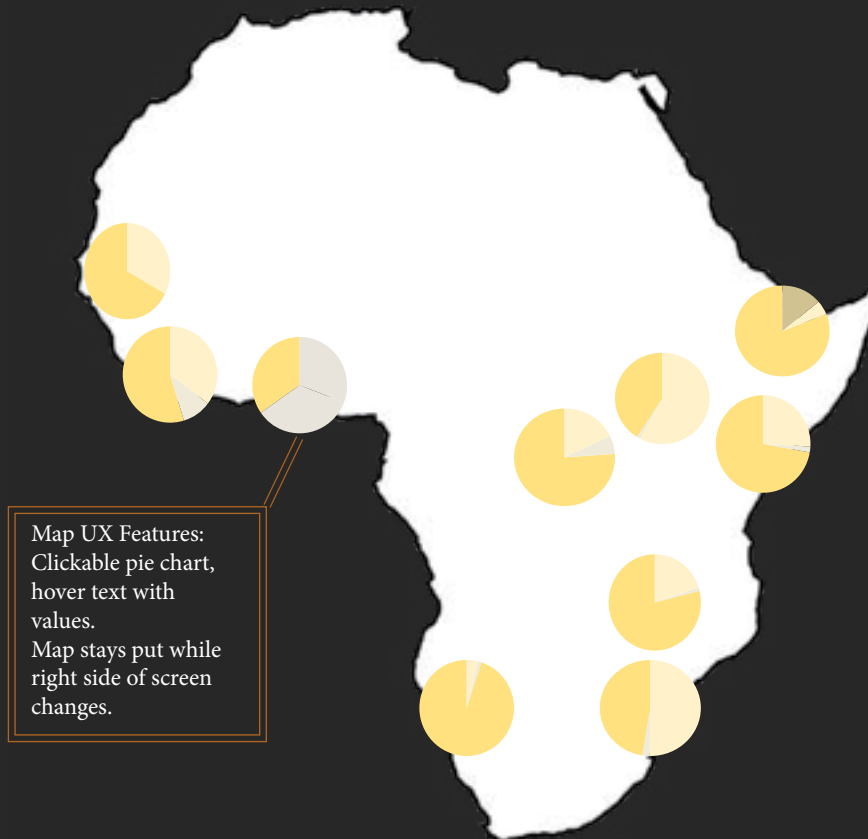 Map UX Features:
Clickable pie chart,
hover text with
values.
Map stays put while
right side of screen
changes.